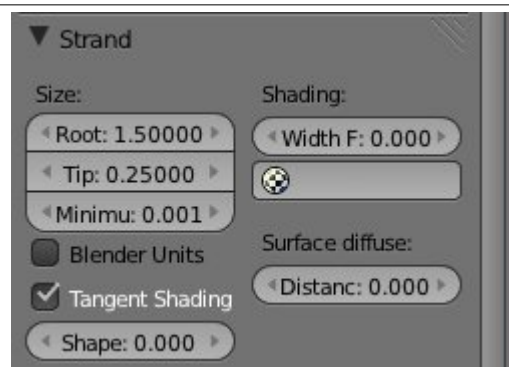 Strand
Size:
Root: 1.50000
Tip: 0.25000
Minimu: 0.001
Blender Units
Tangent Shading
Shape: 0.000
Shading:
Width F: 0.000
Surface diffuse:
Distanc: 0.000